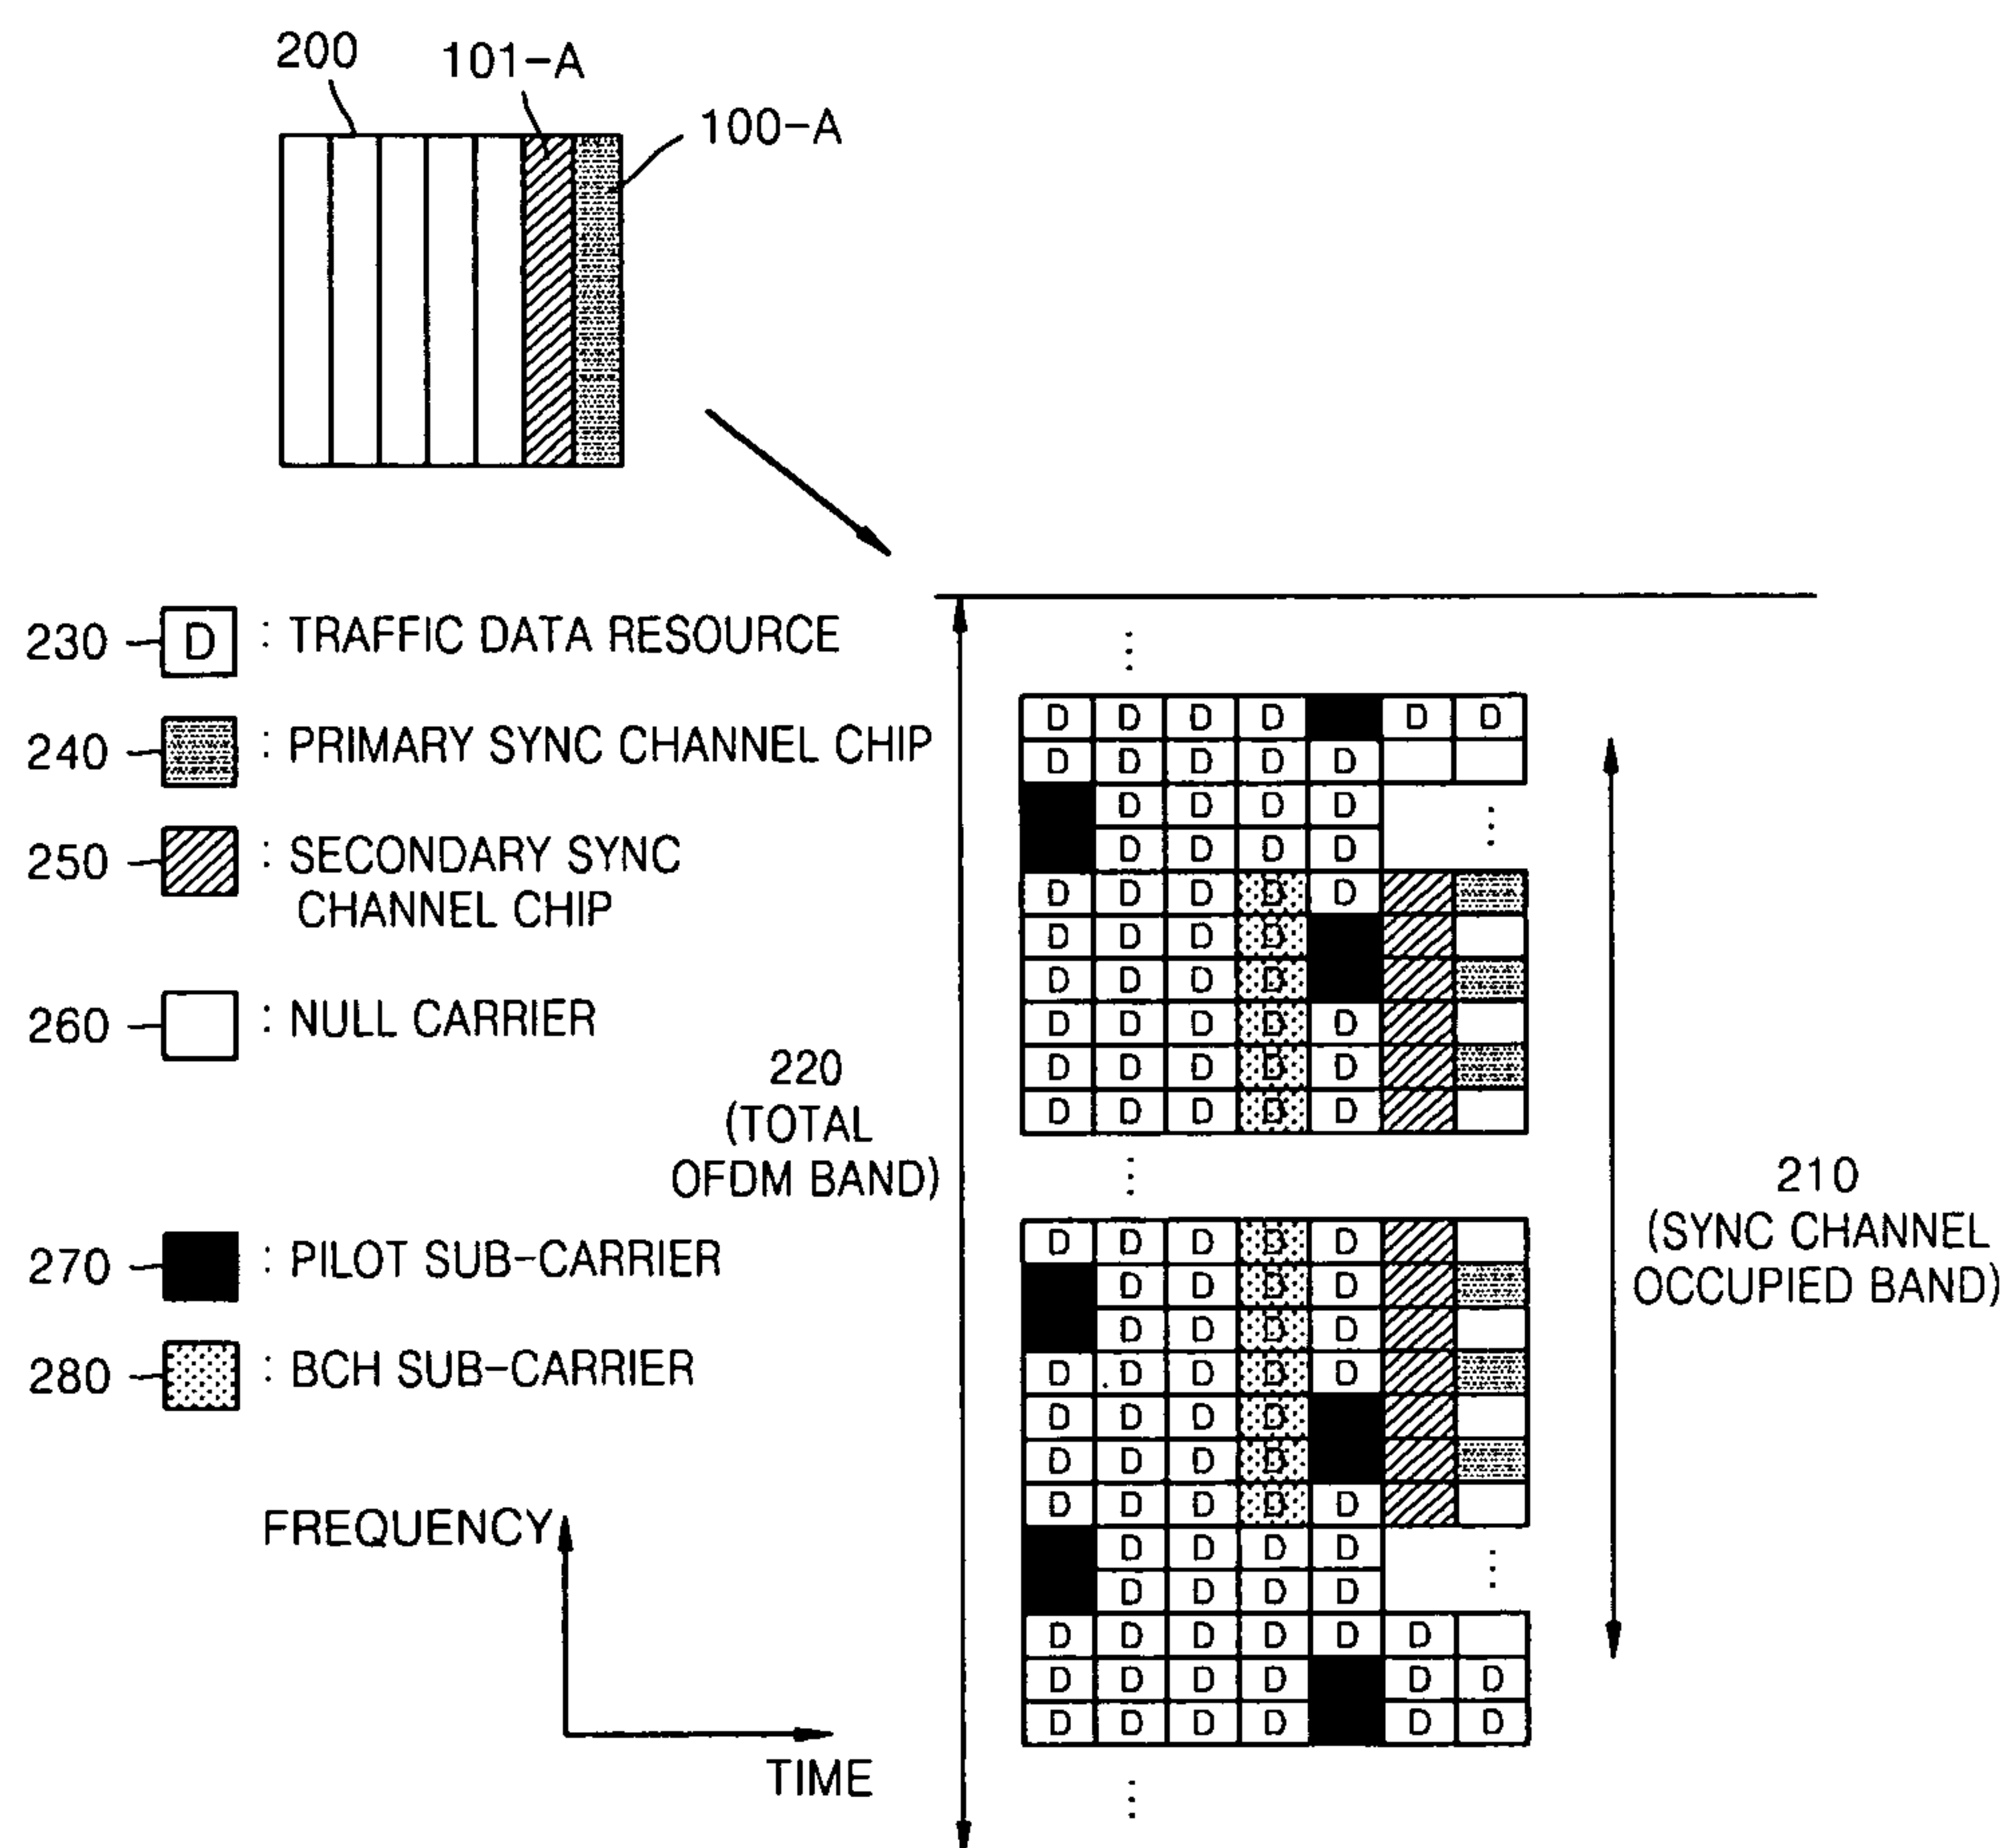 200
101-A
100-A
230
D
: TRAFFIC DATA RESOURCE
240
: PRIMARY SYNC CHANNEL CHIP
250
: SECONDARY SYNC
CHANNEL CHIP
260
: NULL CARRIER
270
: PILOT SUB-CARRIER
280
: BCH SUB-CARRIER
FREQUENCY
TIME
220
(TOTAL
OFDM BAND)
⋮
D D D D D D
D D D D D
D D D D ⋮
D D D D
D D D D D
D D D D
D D D D
D D D D D
D D D D D
D D D D D
⋮
D D D D D
D D D D
D D D D
D D D D D
D D D D
D D D D
D D D D D
D D D D ⋮
D D D D
D D D D D D
D D D D D D
D D D D D D
⋮
210
(SYNC CHANNEL
OCCUPIED BAND)